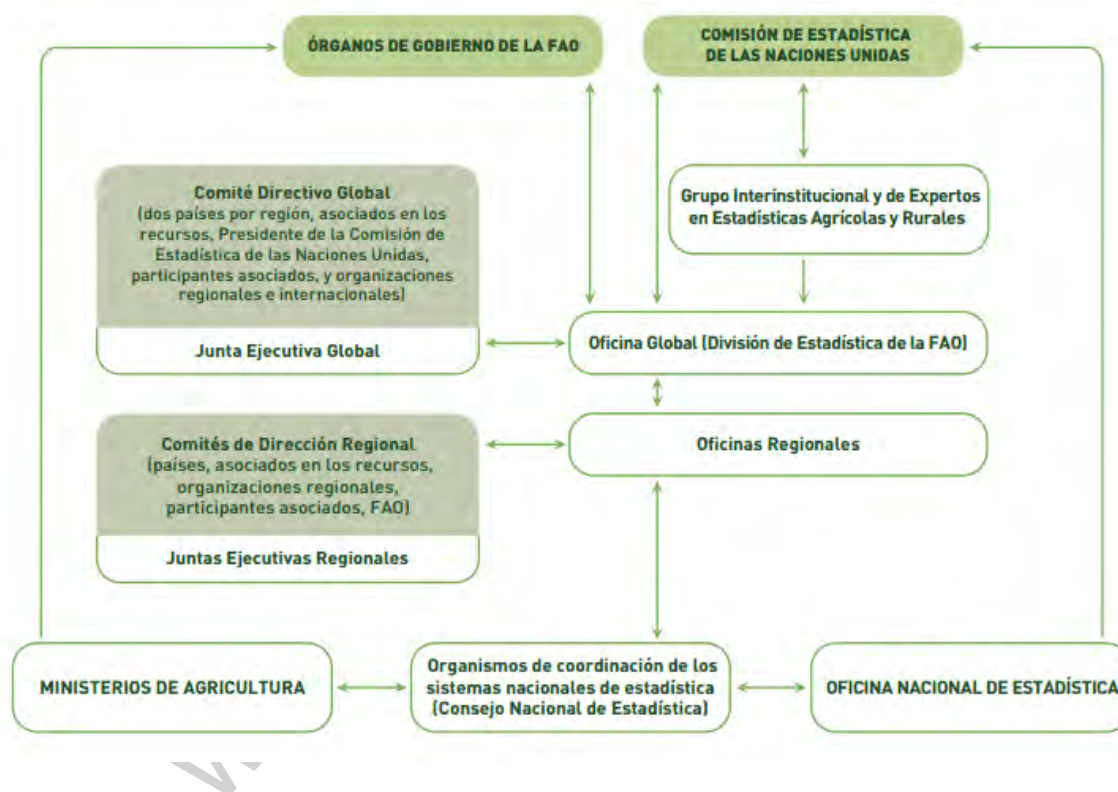 ÓRGANOS DE GOBIERNO DE LA FAO
COMISIÓN DE ESTADÍSTICA
DE LAS NACIONES UNIDAS
Comité Directivo Global
(dos países por región, asociados en los
recursos, Presidente de la Comisión de
Estadística de las Naciones Unidas,
participantes asociados, y organizaciones
regionales e internacionales)
Junta Ejecutiva Global
Grupo Interinstitucional y de Expertos
en Estadísticas Agrícolas y Rurales
Oficina Global (División de Estadística de la FAO)
Comités de Dirección Regional
(países, asociados en los recursos,
organizaciones regionales,
participantes asociados, FAO)
Juntas Ejecutivas Regionales
Oficinas Regionales
MINISTERIOS DE AGRICULTURA
Organismos de coordinación de los
sistemas nacionales de estadística
(Consejo Nacional de Estadística)
OFICINA NACIONAL DE ESTADÍSTICA